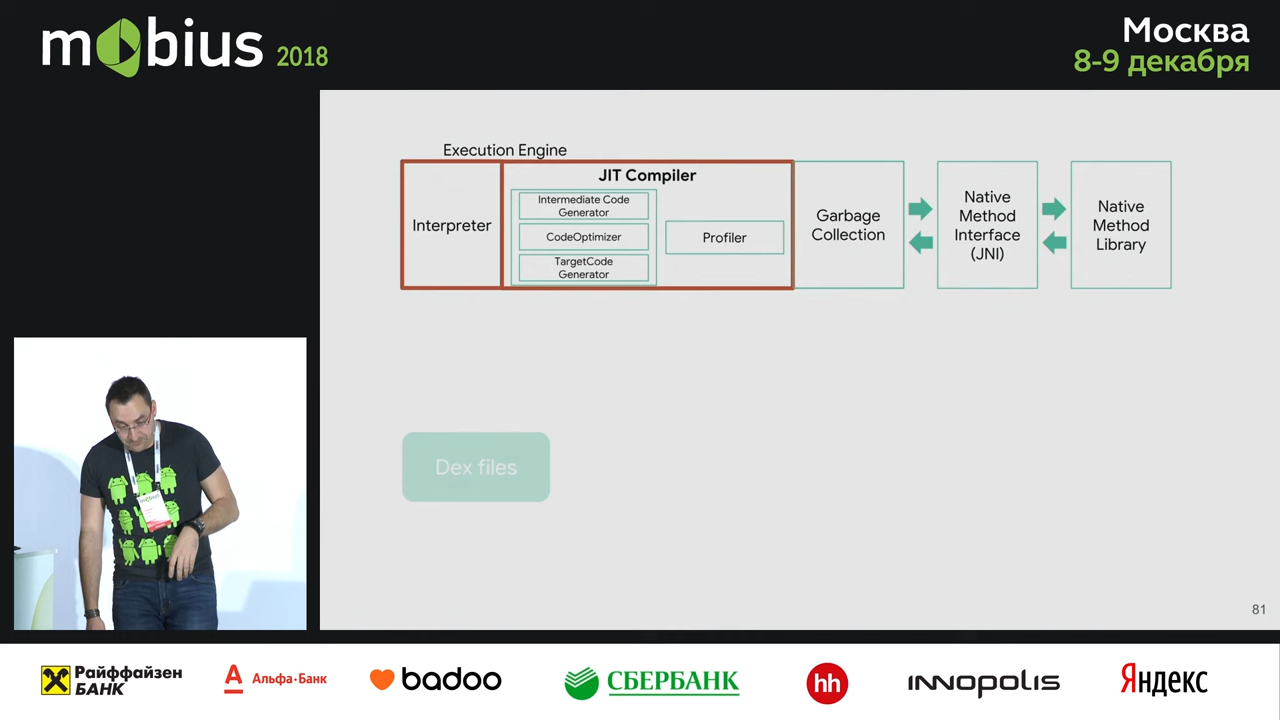 mobius 2018
Москва
8-9 декабря
Execution Engine
Interpreter
JIT Compiler
Intermediate Code
Generator
CodeOptimizer
TargetCode
Generator
Profiler
Garbage
Collection
Native
Method
Interface
(JNI)
Native
Method
Library
Dex files
81
Райффайзен
БАНК
А
Альфа·Банк
badoo
СБЕРБАНК
hh
INNOPOLIS
Яндекс